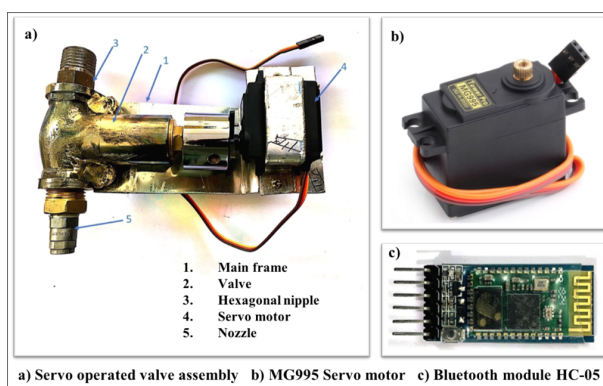 a)
3
2
1
4
5
1. Main frame
2. Valve
3. Hexagonal nipple
4. Servo motor
5. Nozzle
b)
MG995
c)
a) Servo operated valve assembly b) MG995 Servo motor c) Bluetooth module HC-05